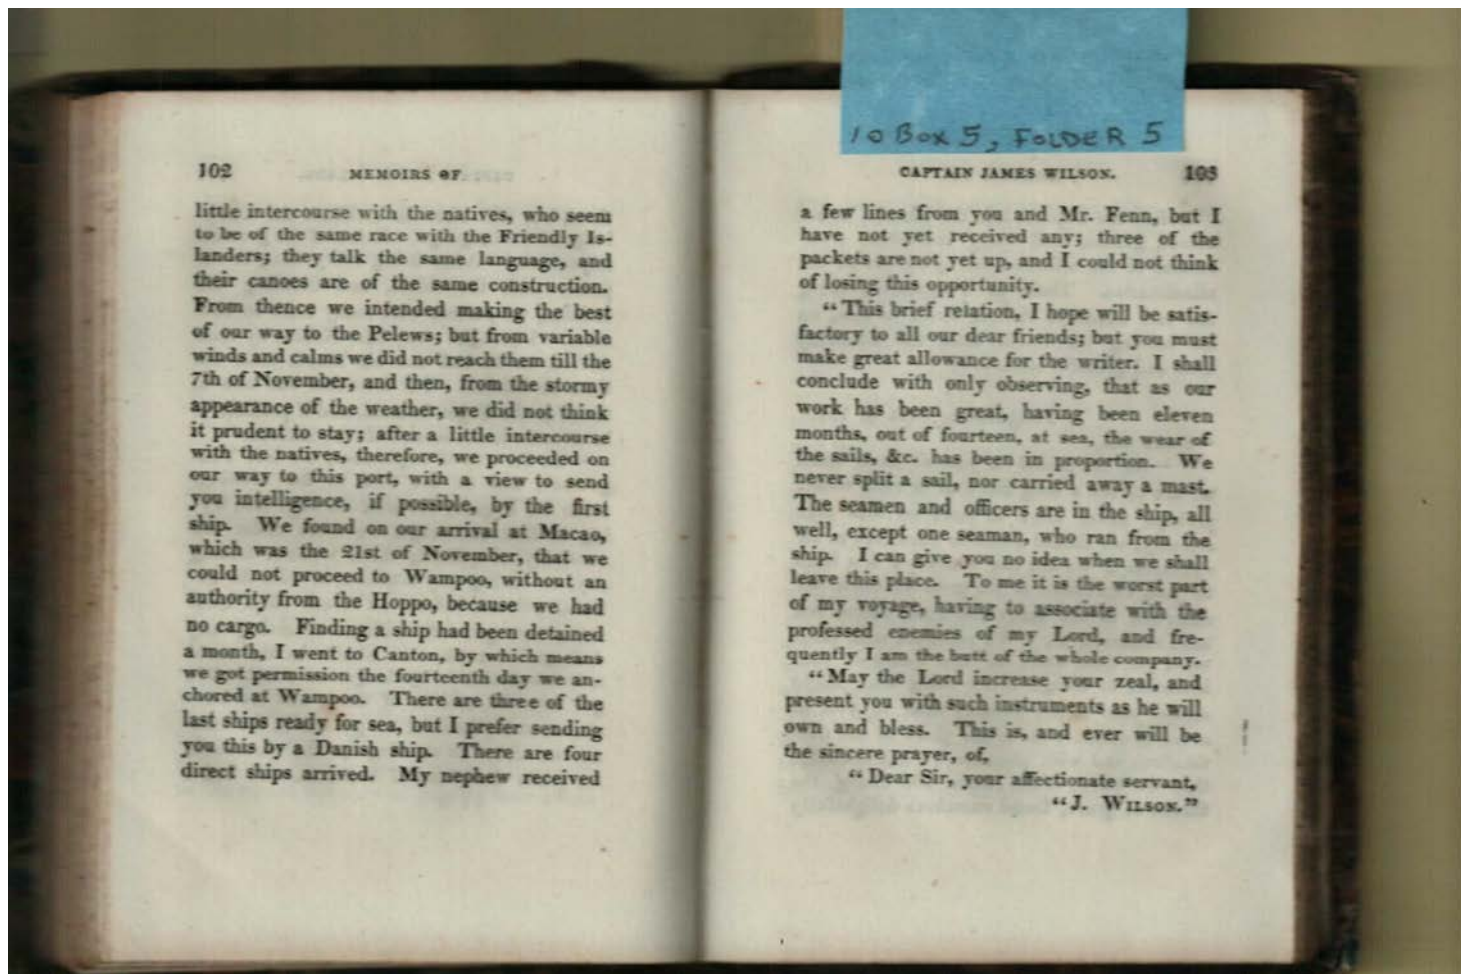 10 Box 5, FOLDER 5
102 MEMOIRS OF
little intercourse with the natives, who seem
to be of the same race with the Friendly Is-
landers; they talk the same language, and
their canoes are of the same construction.
From thence we intended making the best
of our way to the Pelews; but from variable
winds and calms we did not reach them till the
7th of November, and then, from the stormy
appearance of the weather, we did not think
it prudent to stay; after a little intercourse
with the natives, therefore, we proceeded on
our way to this port, with a view to send
you intelligence, if possible, by the first
ship. We found on our arrival at Macao,
which was the 21st of November, that we
could not proceed to Wampoo, without an
authority from the Hoppo, because we had
no cargo. Finding a ship had been detained
a month, I went to Canton, by which means
we got permission the fourteenth day we an-
chored at Wampoo. There are three of the
last ships ready for sea, but I prefer sending
you this by a Danish ship. There are four
direct ships arrived. My nephew received
CAPTAIN JAMES WILSON. 103
a few lines from you and Mr. Fenn, but I
have not yet received any; three of the
packets are not yet up, and I could not think
of losing this opportunity.
“This brief relation, I hope will be satis-
factory to all our dear friends; but you must
make great allowance for the writer. I shall
conclude with only observing, that as our
work has been great, having been eleven
months, out of fourteen, at sea, the wear of
the sails, &c. has been in proportion. We
never split a sail, nor carried away a mast.
The seamen and officers are in the ship, all
well, except one seaman, who ran from the
ship. I can give you no idea when we shall
leave this place. To me it is the worst part
of my voyage, having to associate with the
professed enemies of my Lord, and fre-
quently I am the butt of the whole company.
“May the Lord increase your zeal, and
present you with such instruments as he will
own and bless. This is, and ever will be
the sincere prayer, of,
“Dear Sir, your affectionate servant,
“J. WILSON.”